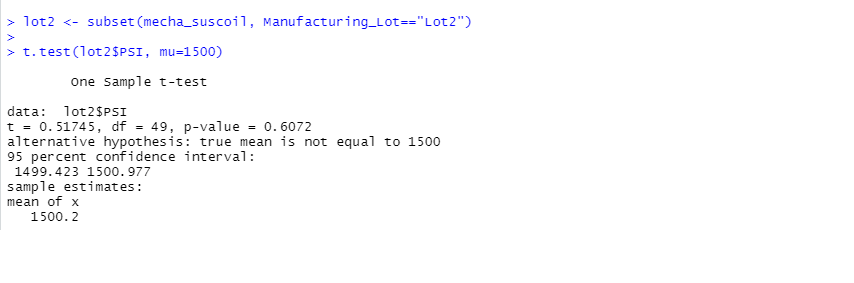 > lot2 <- subset(mecha_suscoil, Manufacturing_Lot=="Lot2")
>
> t.test(lot2$PSI, mu=1500)
One Sample t-test
data:  lot2$PSI
t = 0.51745, df = 49, p-value = 0.6072
alternative hypothesis: true mean is not equal to 1500
95 percent confidence interval:
1499.423 1500.977
sample estimates:
mean of x
1500.2